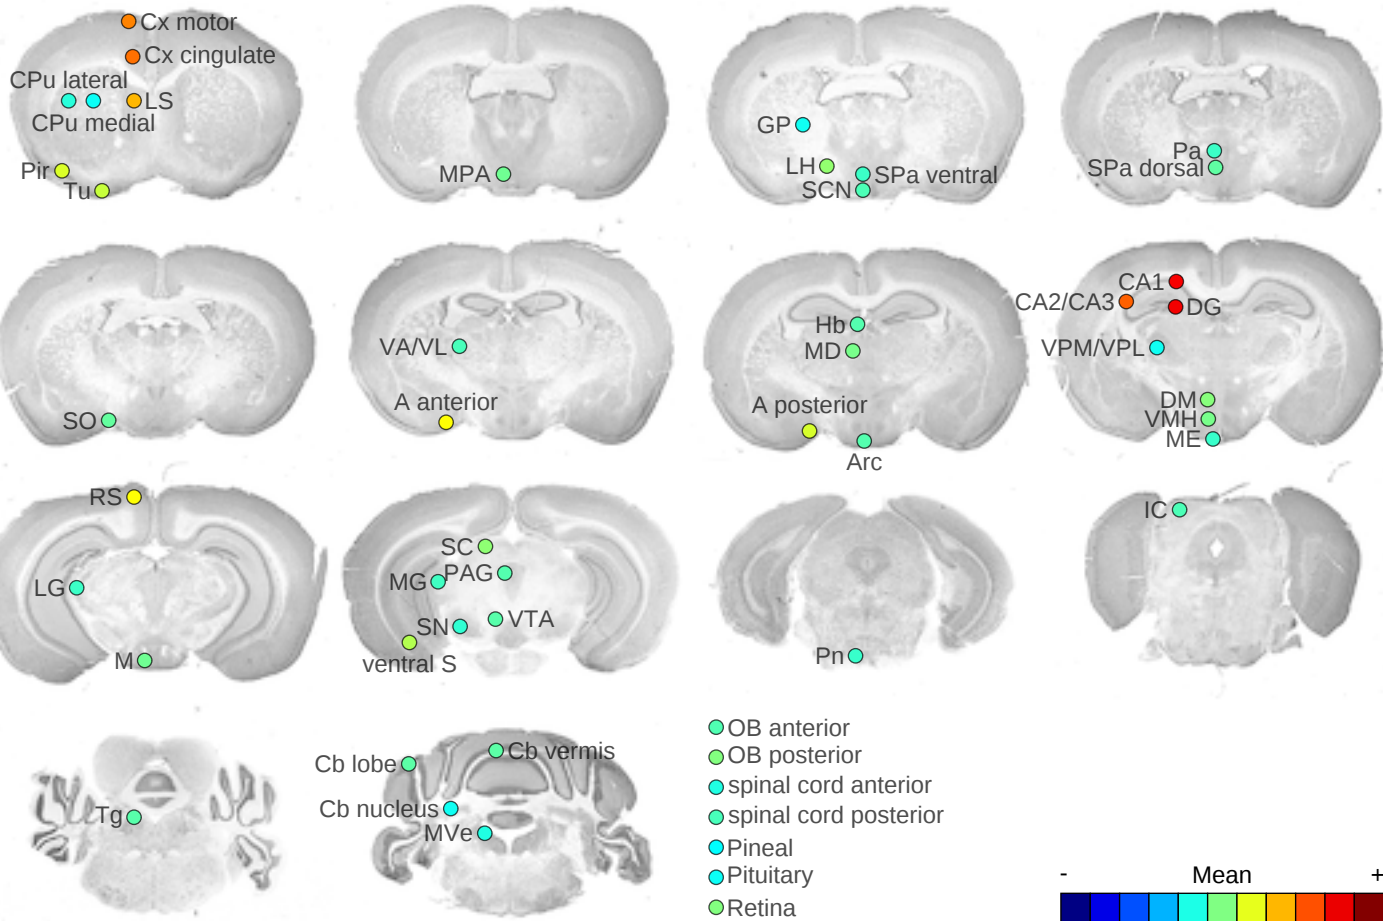 Cx motor
Cx cingulate
CPu lateral
LS
CPu medial
Pir
Tu
MPA
GP
LH
SPa ventral
SCN
Pa
SPa dorsal
SO
VA/VL
A anterior
Hb
MD
A posterior
Arc
CA1
CA2/CA3
DG
VPM/VPL
DM
VMH
ME
RS
LG
M
SC
PAG
MG
VTA
SN
ventral S
Pn
IC
Tg
Cb vermis
Cb lobe
Cb nucleus
MVe
OB anterior
OB posterior
spinal cord anterior
spinal cord posterior
Pineal
Pituitary
Retina
- Mean +